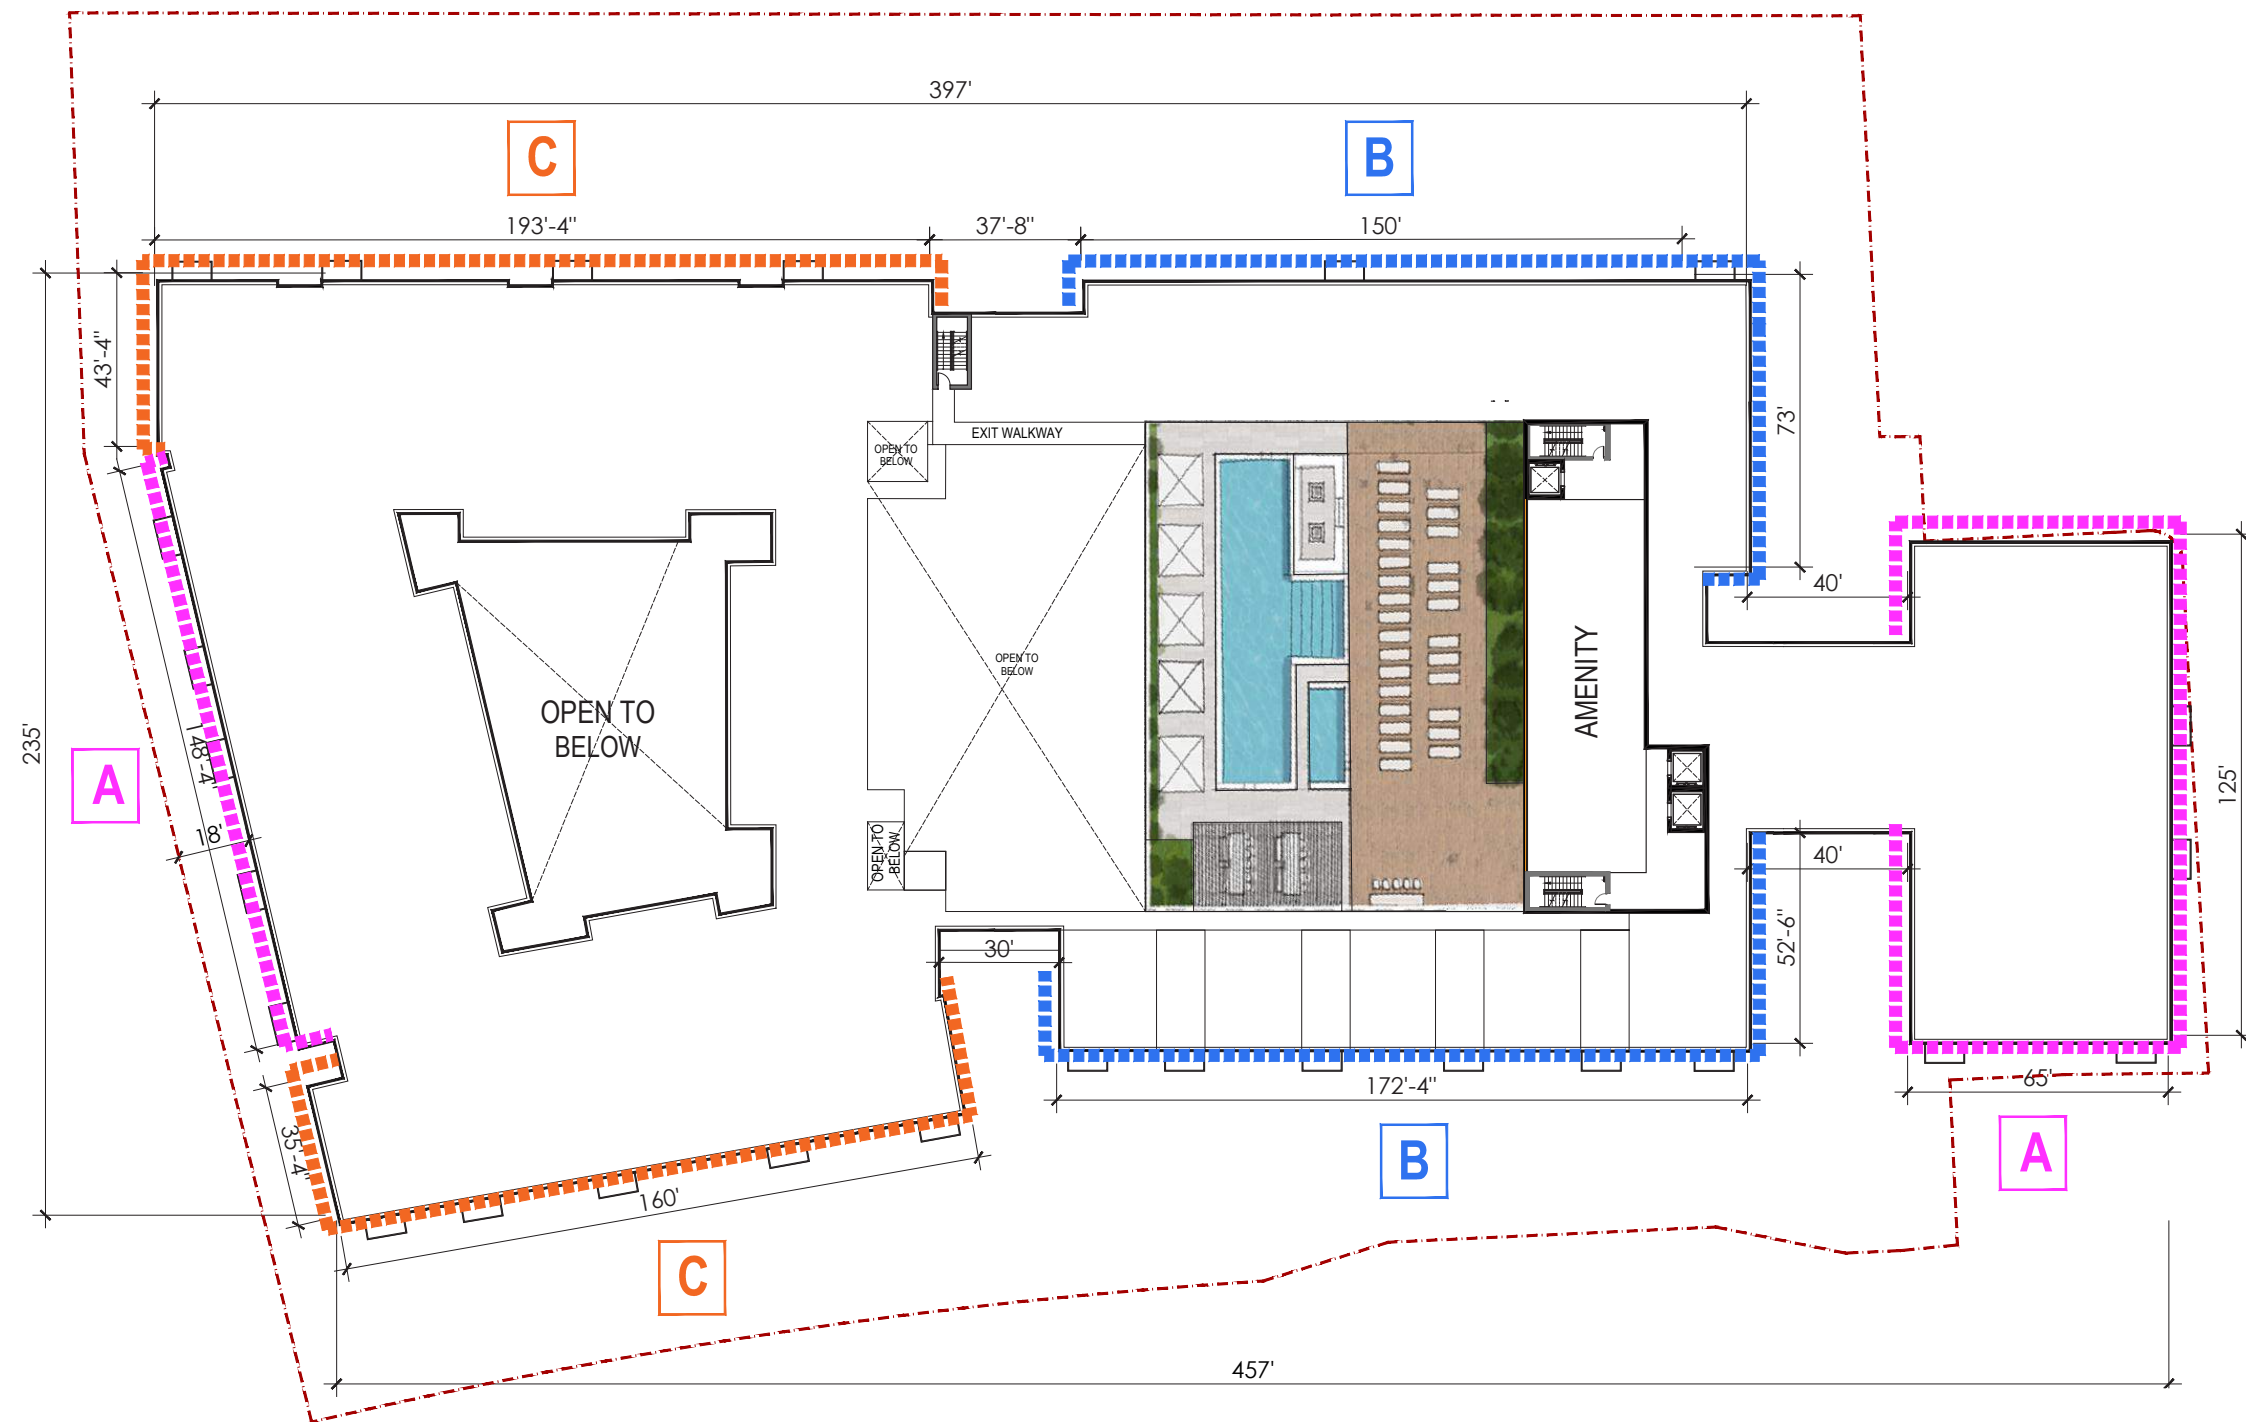 397'
C
B
193'-4"
37'-8"
150'
43'-4"
73'
EXIT WALKWAY
OPEN TO
BELOW
40'
OPEN TO
BELOW
AMENITY
OPEN TO
BELOW
235'
A
148'-4"
18'
125'
OPEN TO
BELOW
40'
30'
52'-6"
172'-4"
65'
35'-4"
160'
B
A
C
457'